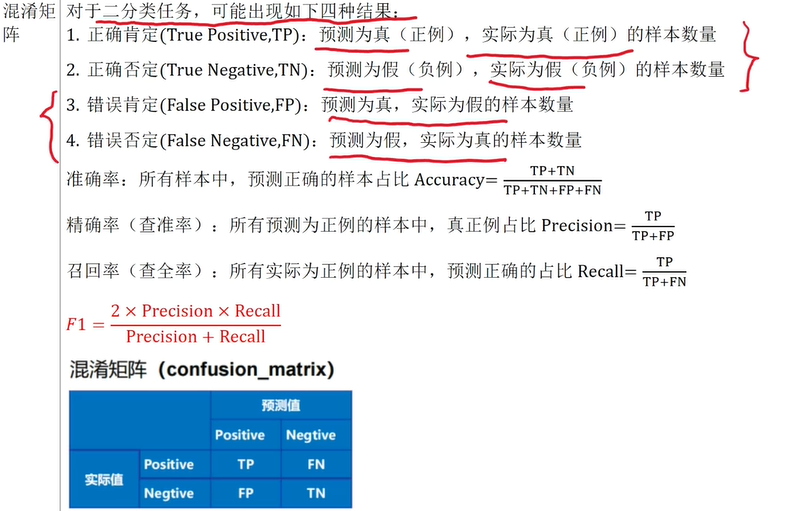 混淆矩阵
对于二分类任务，可能出现如下四种结果：
1. 正确肯定(True Positive,TP)：预测为真（正例），实际为真（正例）的样本数量
2. 正确否定(True Negative,TN)：预测为假（负例），实际为假（负例）的样本数量
3. 错误肯定(False Positive,FP)：预测为真，实际为假的样本数量
4. 错误否定(False Negative,FN)：预测为假，实际为真的样本数量
准确率：所有样本中，预测正确的样本占比 Accuracy= TP+TN / TP+TN+FP+FN
精确率（查准率）：所有预测为正例的样本中，真正例占比 Precision= TP / TP+FP
召回率（查全率）：所有实际为正例的样本中，预测正确的占比 Recall= TP / TP+FN
F1 = 2 × Precision × Recall / Precision + Recall
混淆矩阵（confusion_matrix）
预测值
Positive Negtive
实际值 Positive TP FN
Negtive FP TN